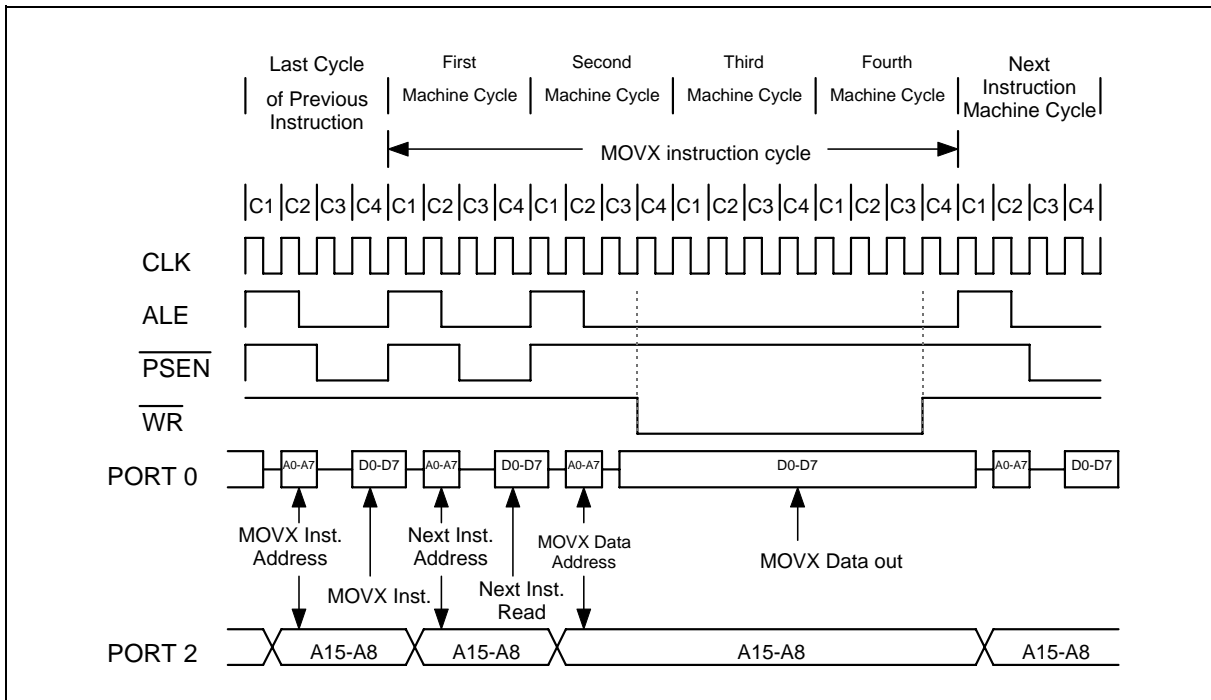 Last Cycle
of Previous
Instruction
First
Machine Cycle
Second
Machine Cycle
Third
Machine Cycle
Fourth
Machine Cycle
Next
Instruction
Machine Cycle
MOVX instruction cycle
C1 C2 C3 C4 C1 C2 C3 C4 C1 C2 C3 C4 C1 C2 C3 C4 C1 C2 C3 C4 C1 C2 C3 C4
CLK
ALE
PSEN
WR
PORT 0
A0-A7 D0-D7 A0-A7 D0-D7 A0-A7 D0-D7 A0-A7 D0-D7
MOVX Inst.
Address
MOVX Inst.
Next Inst.
Address
Next Inst.
Read
MOVX Data
Address
MOVX Data out
PORT 2
A15-A8 A15-A8 A15-A8 A15-A8